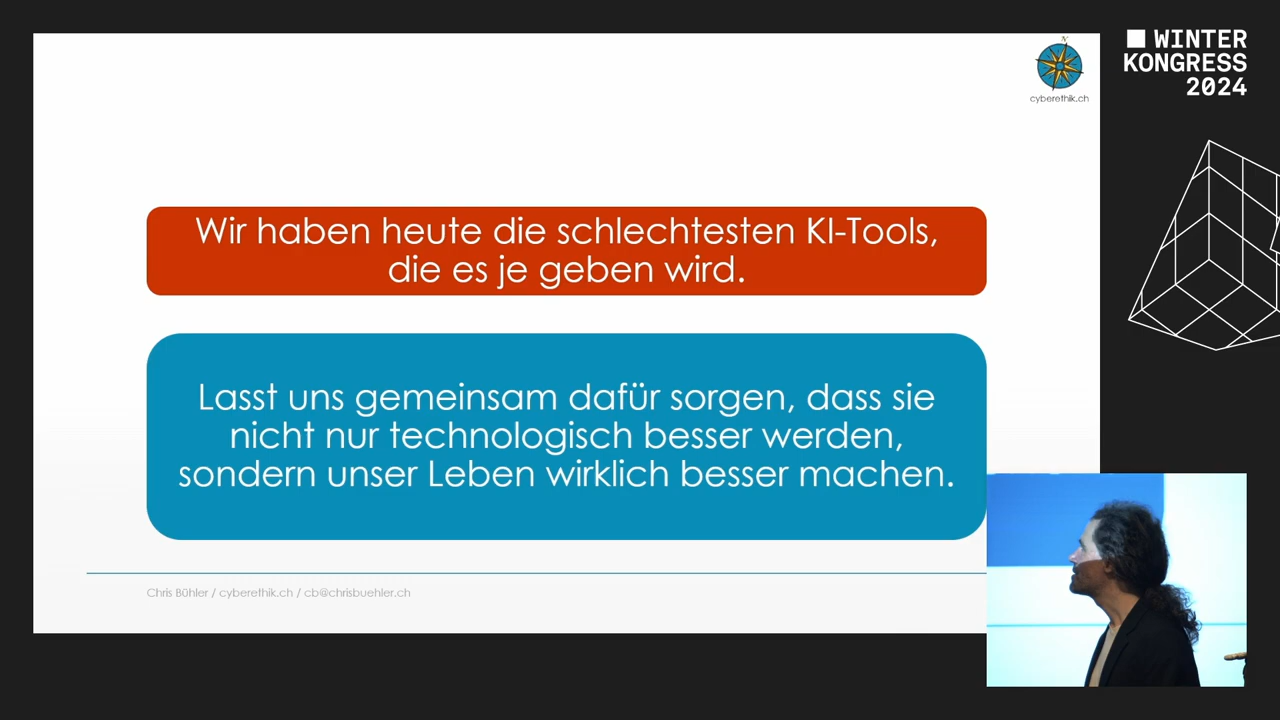 N
cyberethik.ch
WINTER
KONGRESS
2024
Wir haben heute die schlechtesten KI-Tools,
die es je geben wird.
Lasst uns gemeinsam dafür sorgen, dass sie
nicht nur technologisch besser werden,
sondern unser Leben wirklich besser machen.
Chris Bühler / cyberethik.ch / cb@chrisbuehler.ch